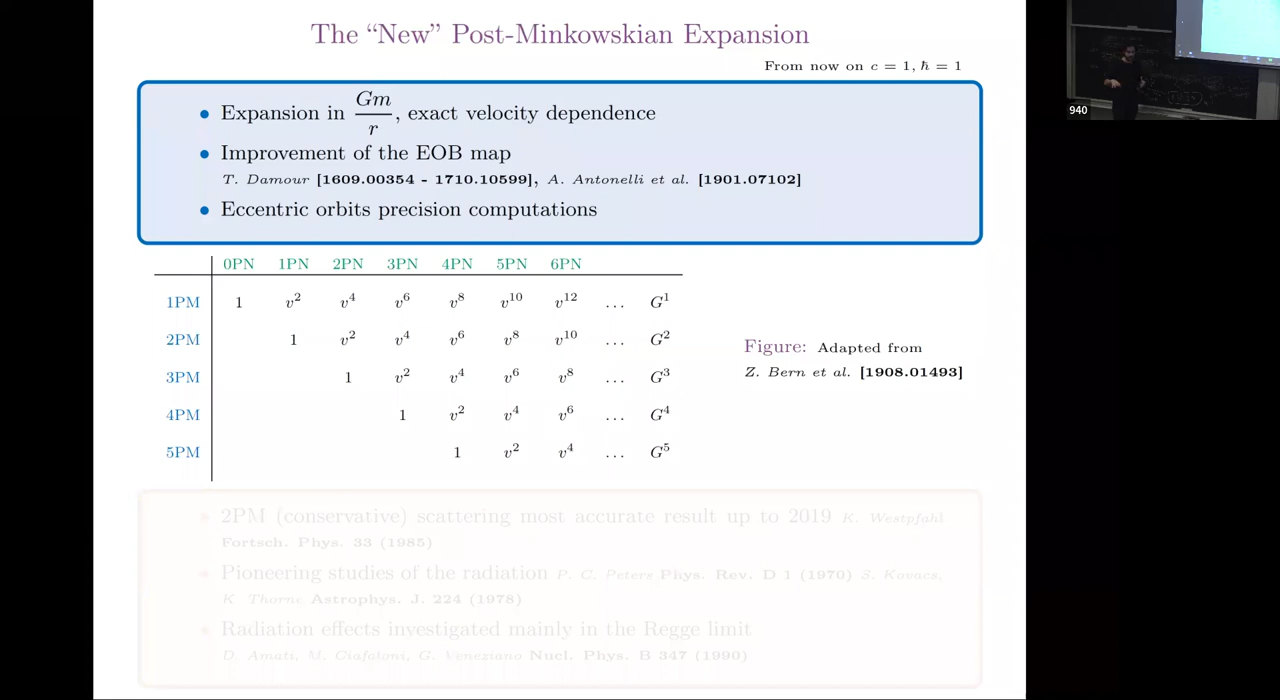 The “New” Post-Minkowskian Expansion
From now on c = 1, ħ = 1
• Expansion in Gm/r, exact velocity dependence
• Improvement of the EOB map
T. Damour [1609.00354 - 1710.10599], A. Antonelli et al. [1901.07102]
• Eccentric orbits precision computations
0PN 1PN 2PN 3PN 4PN 5PN 6PN
1PM 1 v² v⁴ v⁶ v⁸ v¹⁰ v¹² ... G¹
2PM 1 v² v⁴ v⁶ v⁸ v¹⁰ ... G²
3PM 1 v² v⁴ v⁶ v⁸ ... G³
4PM 1 v² v⁴ v⁶ ... G⁴
5PM 1 v² v⁴ ... G⁵
Figure: Adapted from
Z. Bern et al. [1908.01493]
• 2PM (conservative) scattering most accurate result up to 2019 K. Westpfahl
Fortsch. Phys. 33 (1985)
• Pioneering studies of the radiation P. C. Peters Phys. Rev. D 1 (1970) S. Kovacs,
K. Thorne Astrophys. J. 224 (1978)
• Radiation effects investigated mainly in the Regge limit
D. Amati, M. Ciafaloni, G. Veneziano Nucl. Phys. B 347 (1990)
940